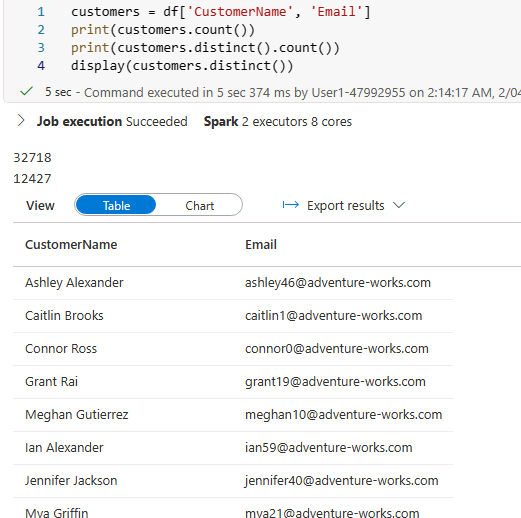 1 customers = df['CustomerName', 'Email']
2 print(customers.count())
3 print(customers.distinct().count())
4 display(customers.distinct())
5 sec - Command executed in 5 sec 374 ms by User1-47992955 on 2:14:17 AM, 2/04
Job execution Succeeded Spark 2 executors 8 cores
32718
12427
View Table Chart Export results
CustomerName Email
Ashley Alexander ashley46@adventure-works.com
Caitlin Brooks caitlin1@adventure-works.com
Connor Ross connor0@adventure-works.com
Grant Rai grant19@adventure-works.com
Meghan Gutierrez meghan10@adventure-works.com
Ian Alexander ian59@adventure-works.com
Jennifer Jackson jennifer40@adventure-works.com
Mya Griffin mya21@adventure-works.com